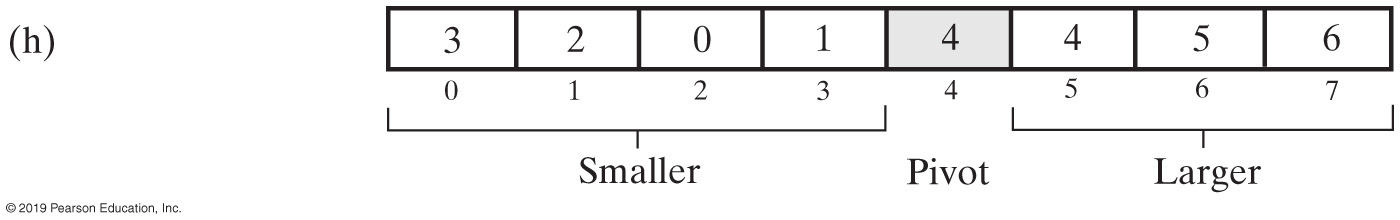 (h) 3 2 0 1 4 4 5 6
0 1 2 3 4 5 6 7
Smaller Pivot Larger
© 2019 Pearson Education, Inc.